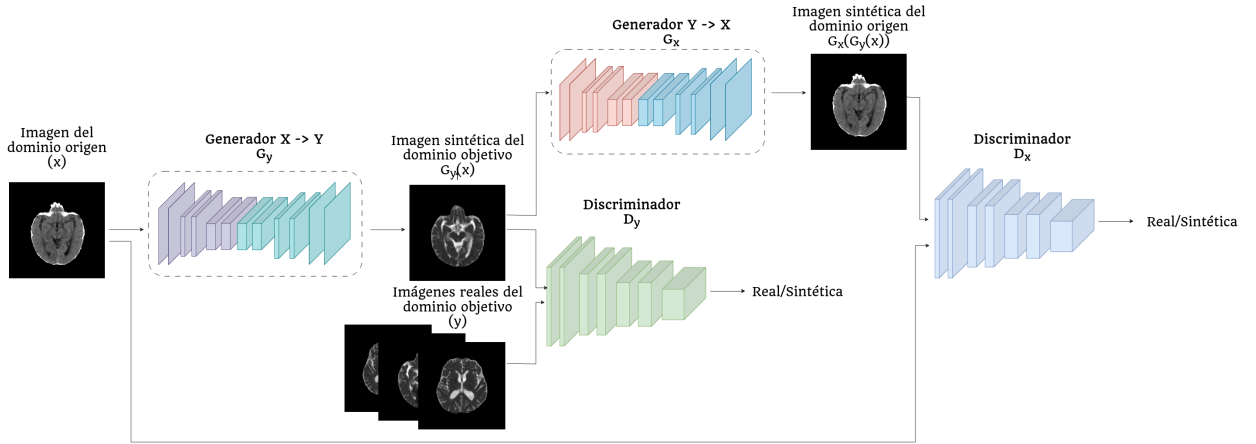 Imagen del
dominio origen
(x)
Generador X -> Y
Gy
Imagen sintética del
dominio objetivo
Gy(x)
Imágenes reales del
dominio objetivo
(y)
Generador Y -> X
Gx
Discriminador
Dy
Real/Sintética
Imagen sintética del
dominio origen
Gx(Gy(x))
Discriminador
Dx
Real/Sintética